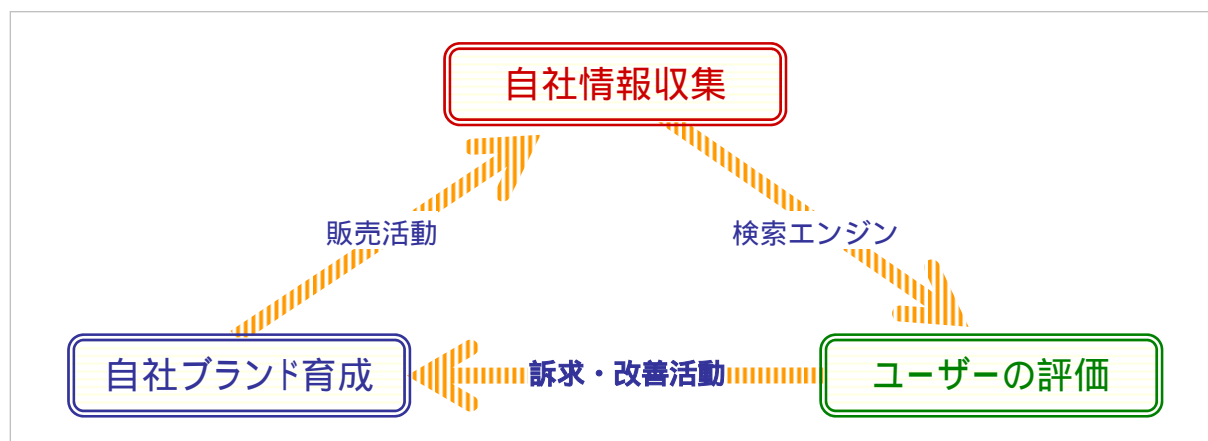 自社情報収集
販売活動
検索エンジン
自社ブランド育成
訴求・改善活動
ユーザーの評価